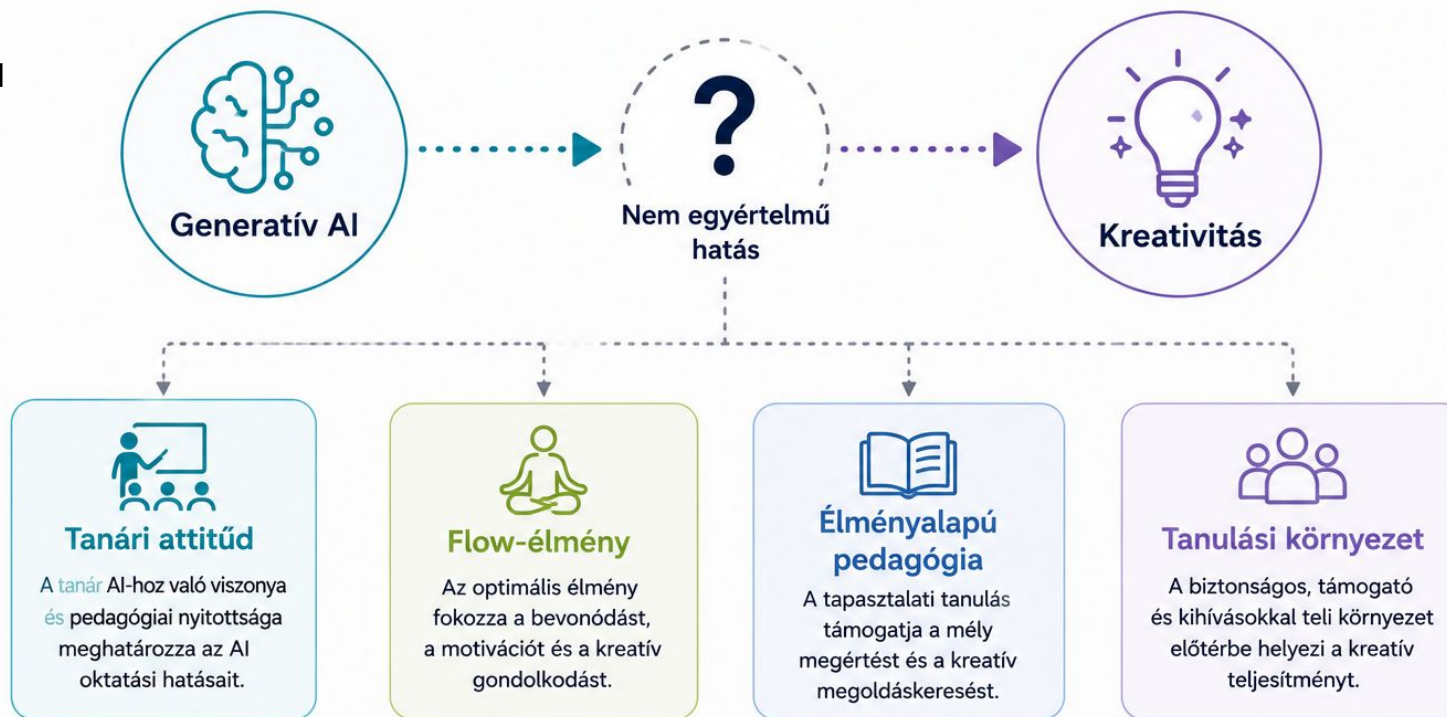 Generatív AI
?
Nem egyértelmű
hatás
Kreativitás
Tanári attitűd
A tanár AI-hoz való viszonya
és pedagógiai nyitottsága
meghatározza az AI
oktatási hatásait.
Flow-élmény
Az optimális élmény
fokozza a bevonódást,
a motivációt és a kreatív
gondolkodást.
Élményalapú
pedagógia
A tapasztalati tanulás
támogatja a mély
megértést és a kreatív
megoldáskeresést.
Tanulási környezet
A biztonságos, támogató
és kihívásokkal teli környezet
előtérbe helyezi a kreatív
teljesítményt.